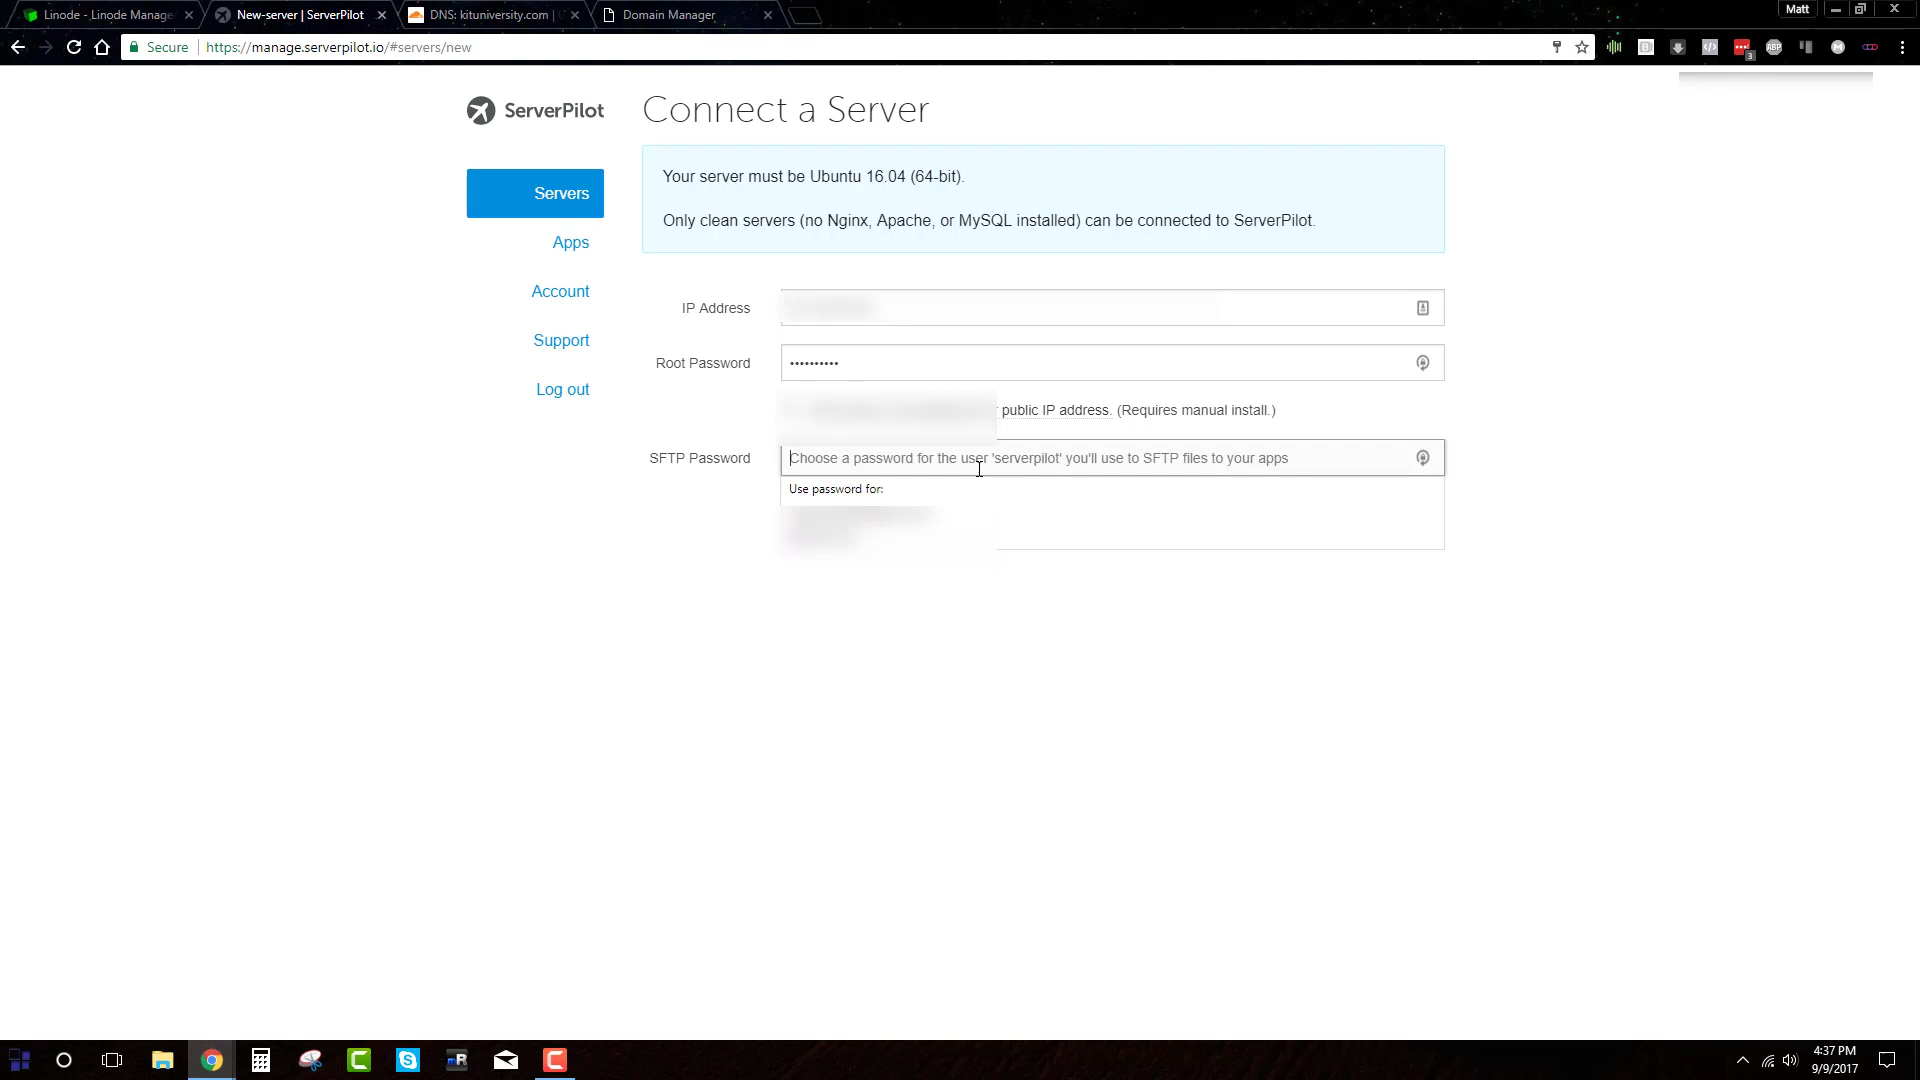 Linode - Linode Manage
New-server | ServerPilot
DNS: kituniversity.com |
Domain Manager
Matt
Secure
https://manage.serverpilot.io/#servers/new
3
ABP
ServerPilot
Connect a Server
Servers
Apps
Account
Support
Log out
Your server must be Ubuntu 16.04 (64-bit).
Only clean servers (no Nginx, Apache, or MySQL installed) can be connected to ServerPilot.
IP Address
Root Password
••••••••••
public IP address. (Requires manual install.)
SFTP Password
Choose a password for the user 'serverpilot' you'll use to SFTP files to your apps
Use password for:
4:37 PM
9/9/2017